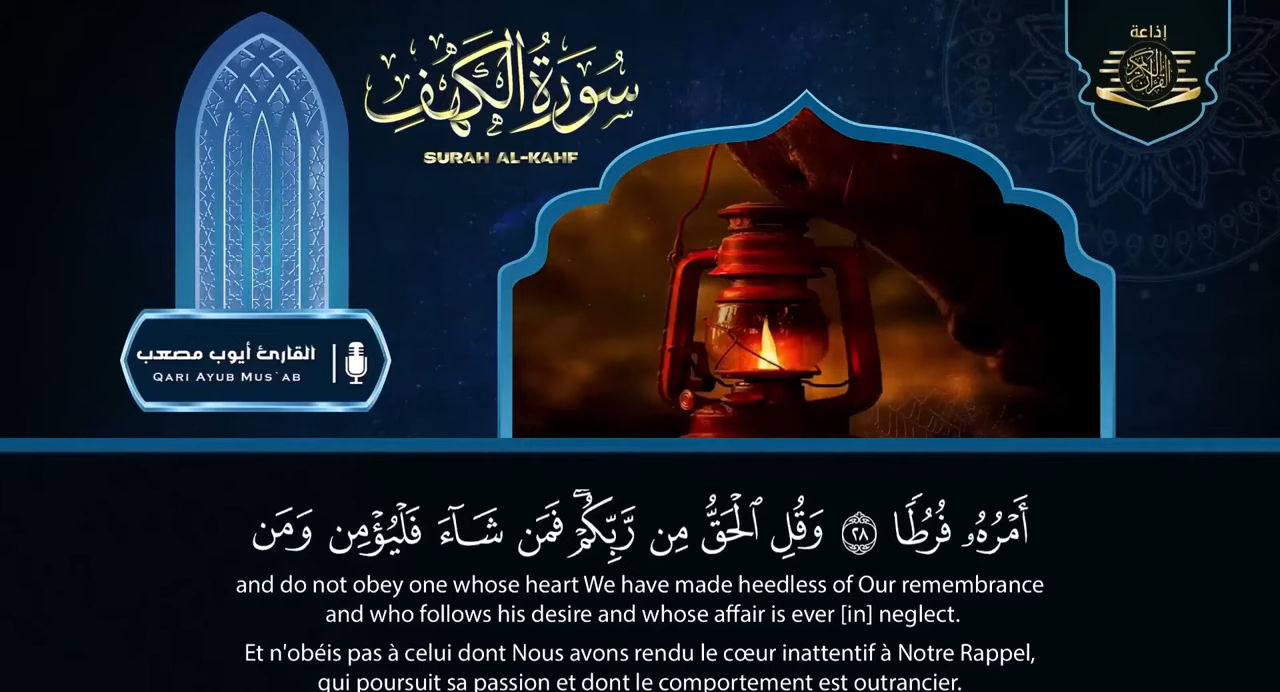 سُورَةُ الكَهْفِ
SURAH AL-KAHF
إذاعة
القرآن الكريم
القارئ أيوب مصعب
QARI AYUB MUS`AB
أَمْرُهُۥ فُرُطًا ٢٨ وَقُلِ ٱلْحَقُّ مِن رَّبِّكُمْ ۖ فَمَن شَآءَ فَلْيُؤْمِن وَمَن
and do not obey one whose heart We have made heedless of Our remembrance
and who follows his desire and whose affair is ever [in] neglect.
Et n'obéis pas à celui dont Nous avons rendu le cœur inattentif à Notre Rappel,
qui poursuit sa passion et dont le comportement est outrancier.